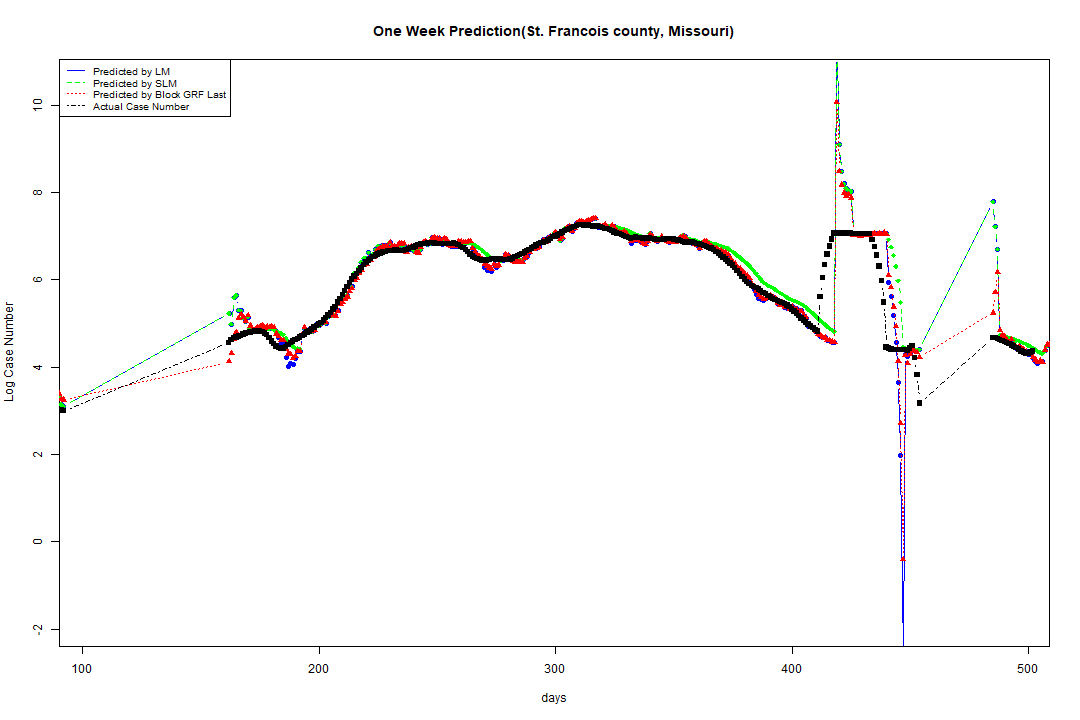 One Week Prediction(St. Francois county, Missouri)
Predicted by LM
Predicted by SLM
Predicted by Block GRF Last
Actual Case Number
Log Case Number
10
8
6
4
2
0
-2
100 200 300 400 500
days